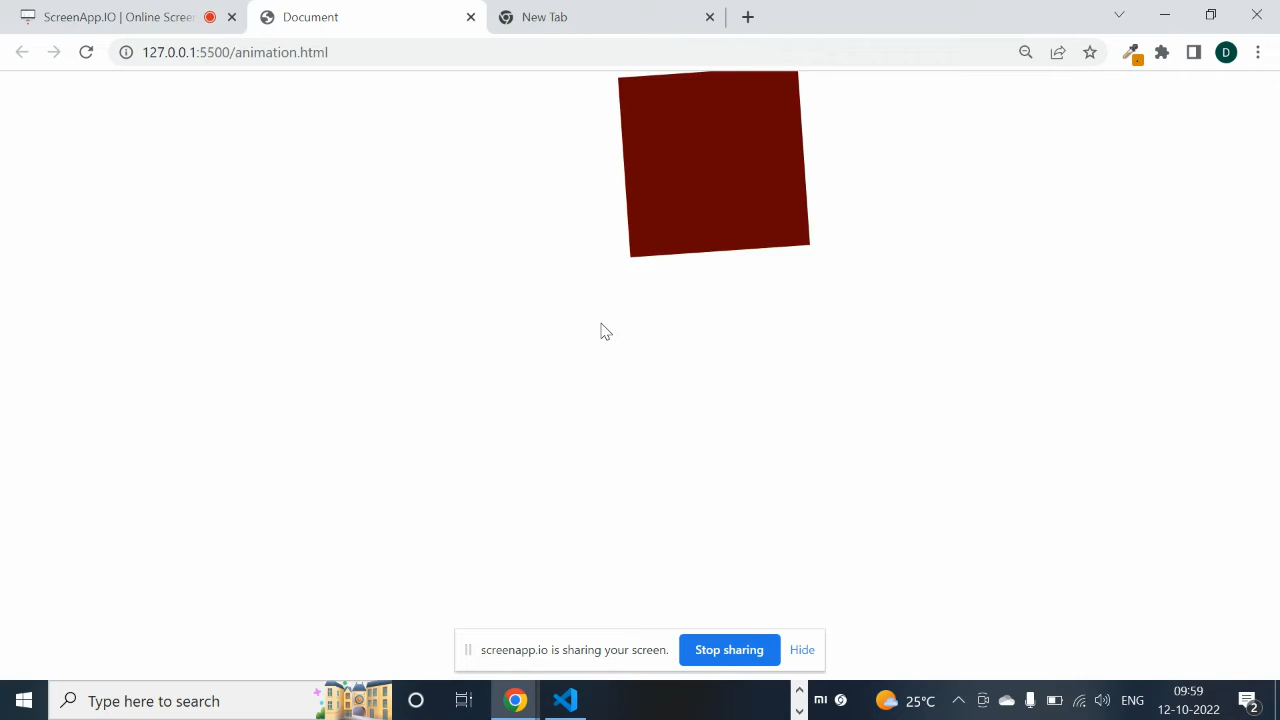 ScreenApp.IO | Online Screen
Document
New Tab
127.0.0.1:5500/animation.html
D
screenapp.io is sharing your screen.
Stop sharing
Hide
Type here to search
25°C
ENG
09:59
12-10-2022
2